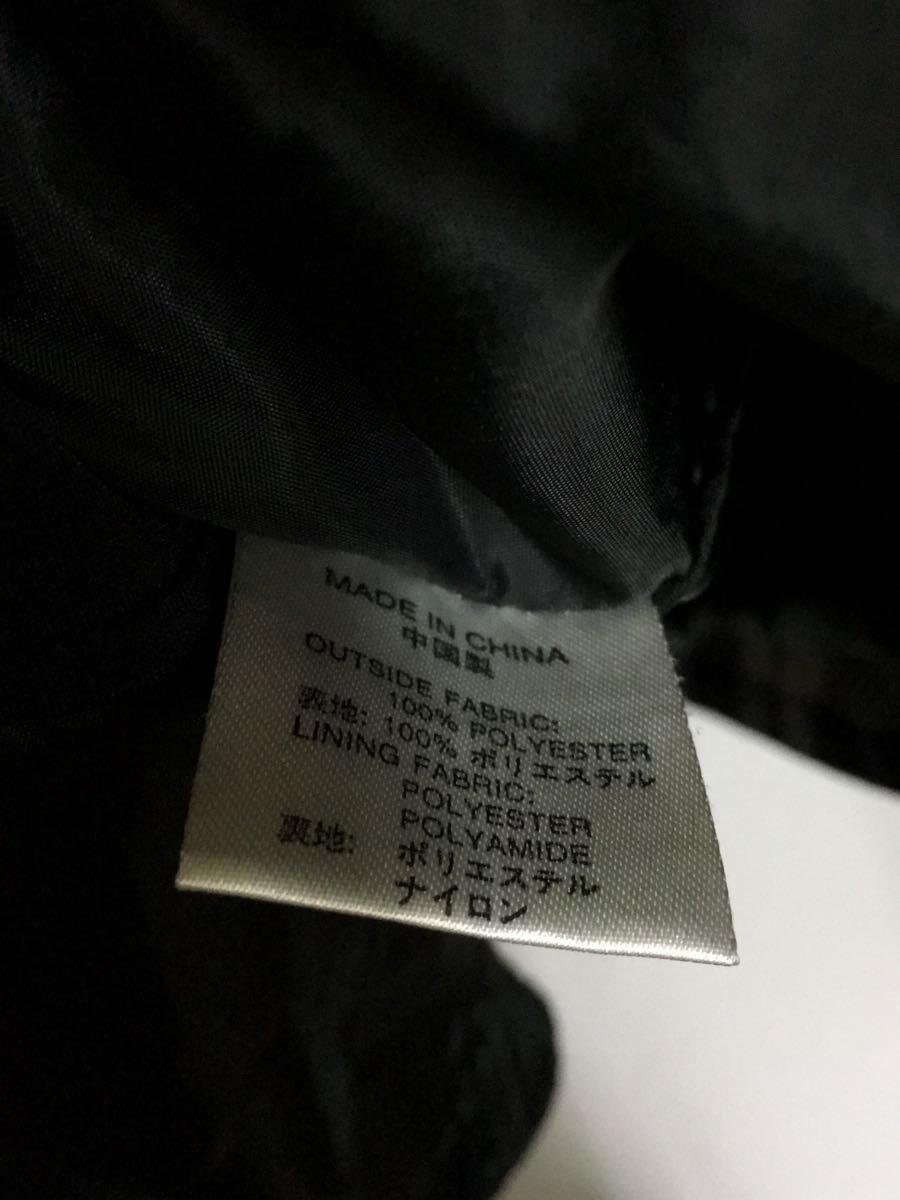 MADE IN CHINA
中国製
OUTSIDE FABRIC:
100% POLYESTER
表地: 100% ポリエステル
LINING FABRIC:
POLYESTER
POLYAMIDE
裏地: ポリエステル
ナイロン